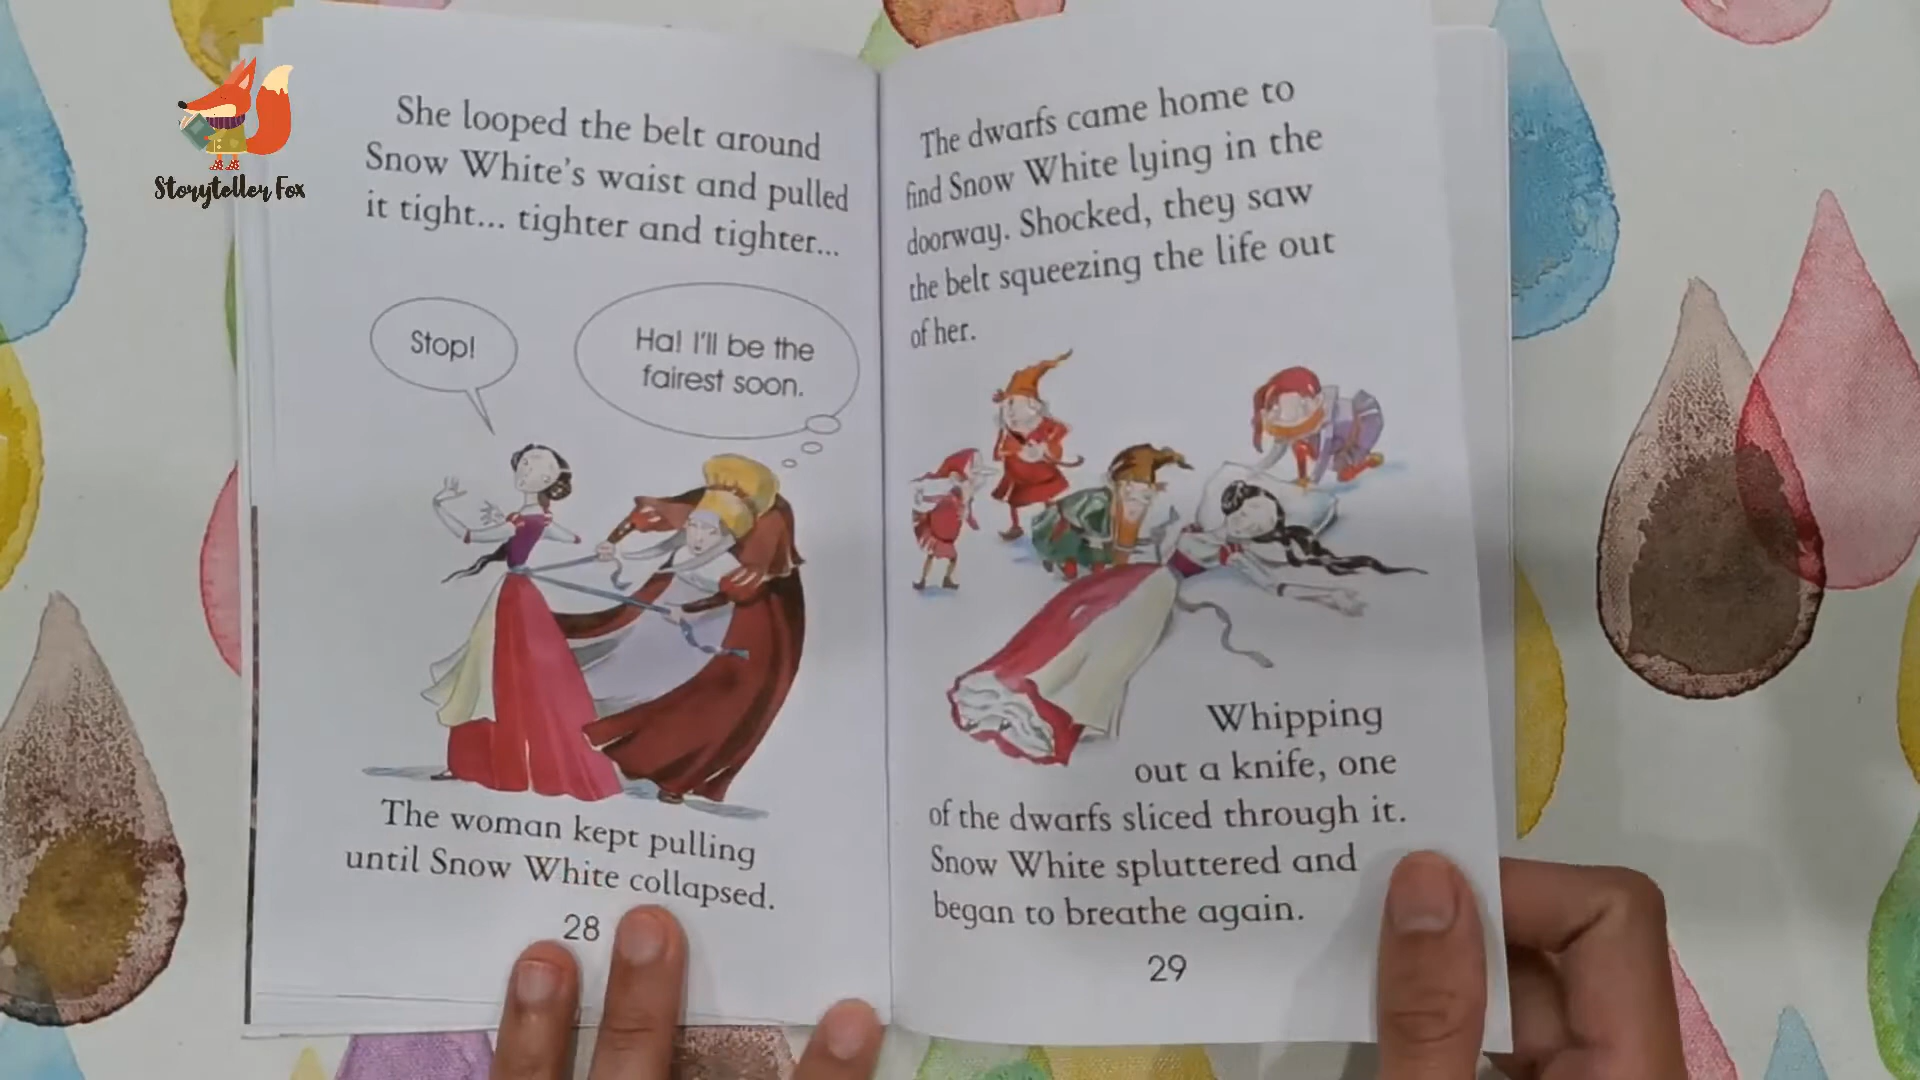 Storyteller Fox
She looped the belt around
Snow White's waist and pulled
it tight... tighter and tighter...
Stop!
Ha! I'll be the
fairest soon.
The woman kept pulling
until Snow White collapsed.
28
The dwarfs came home to
find Snow White lying in the
doorway. Shocked, they saw
the belt squeezing the life out
of her.
Whipping
out a knife, one
of the dwarfs sliced through it.
Snow White spluttered and
began to breathe again.
29